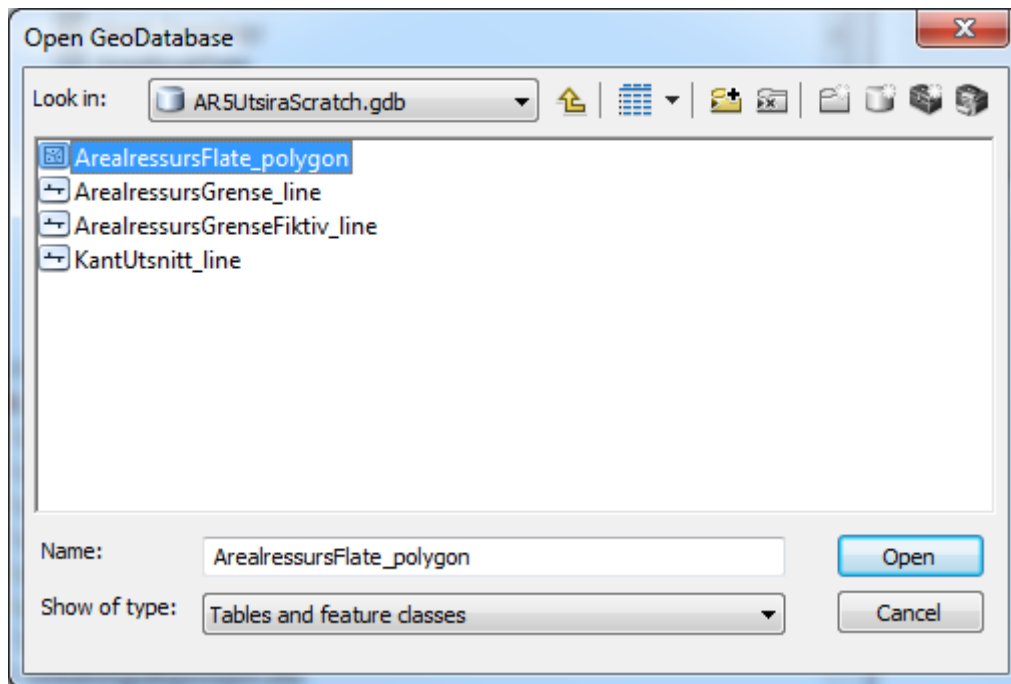 Open GeoDatabase
Look in: AR5UtsiraScratch.gdb
ArealressursFlate_polygon
ArealressursGrense_line
ArealressursGrenseFiktiv_line
KantUtsnitt_line
Name: ArealressursFlate_polygon Open
Show of type: Tables and feature classes Cancel